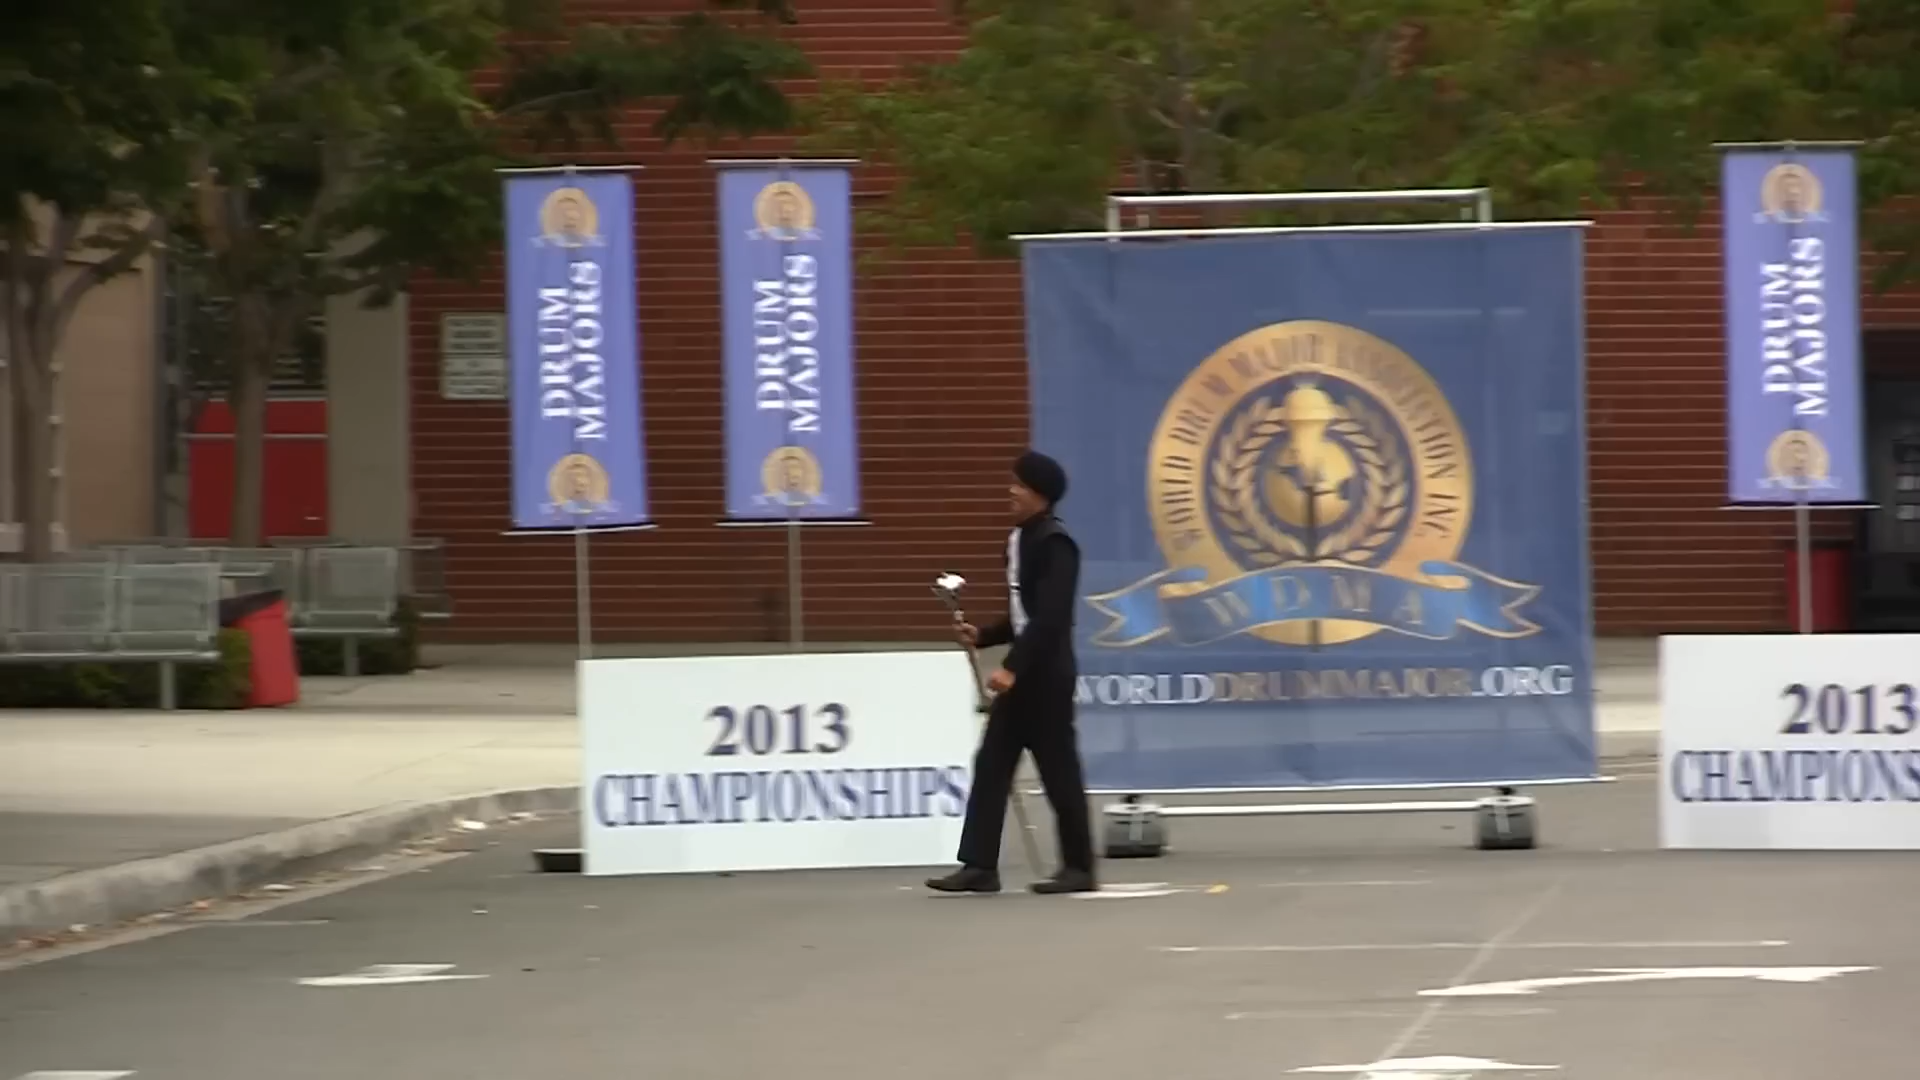 DRUM
MAJORS
DRUM
MAJORS
WORLD DRUM MAJOR ASSOCIATION INC.
WDMA
WORLDDRUMMAJOR.ORG
DRUM
MAJORS
2013
CHAMPIONSHIPS
2013
CHAMPIONS